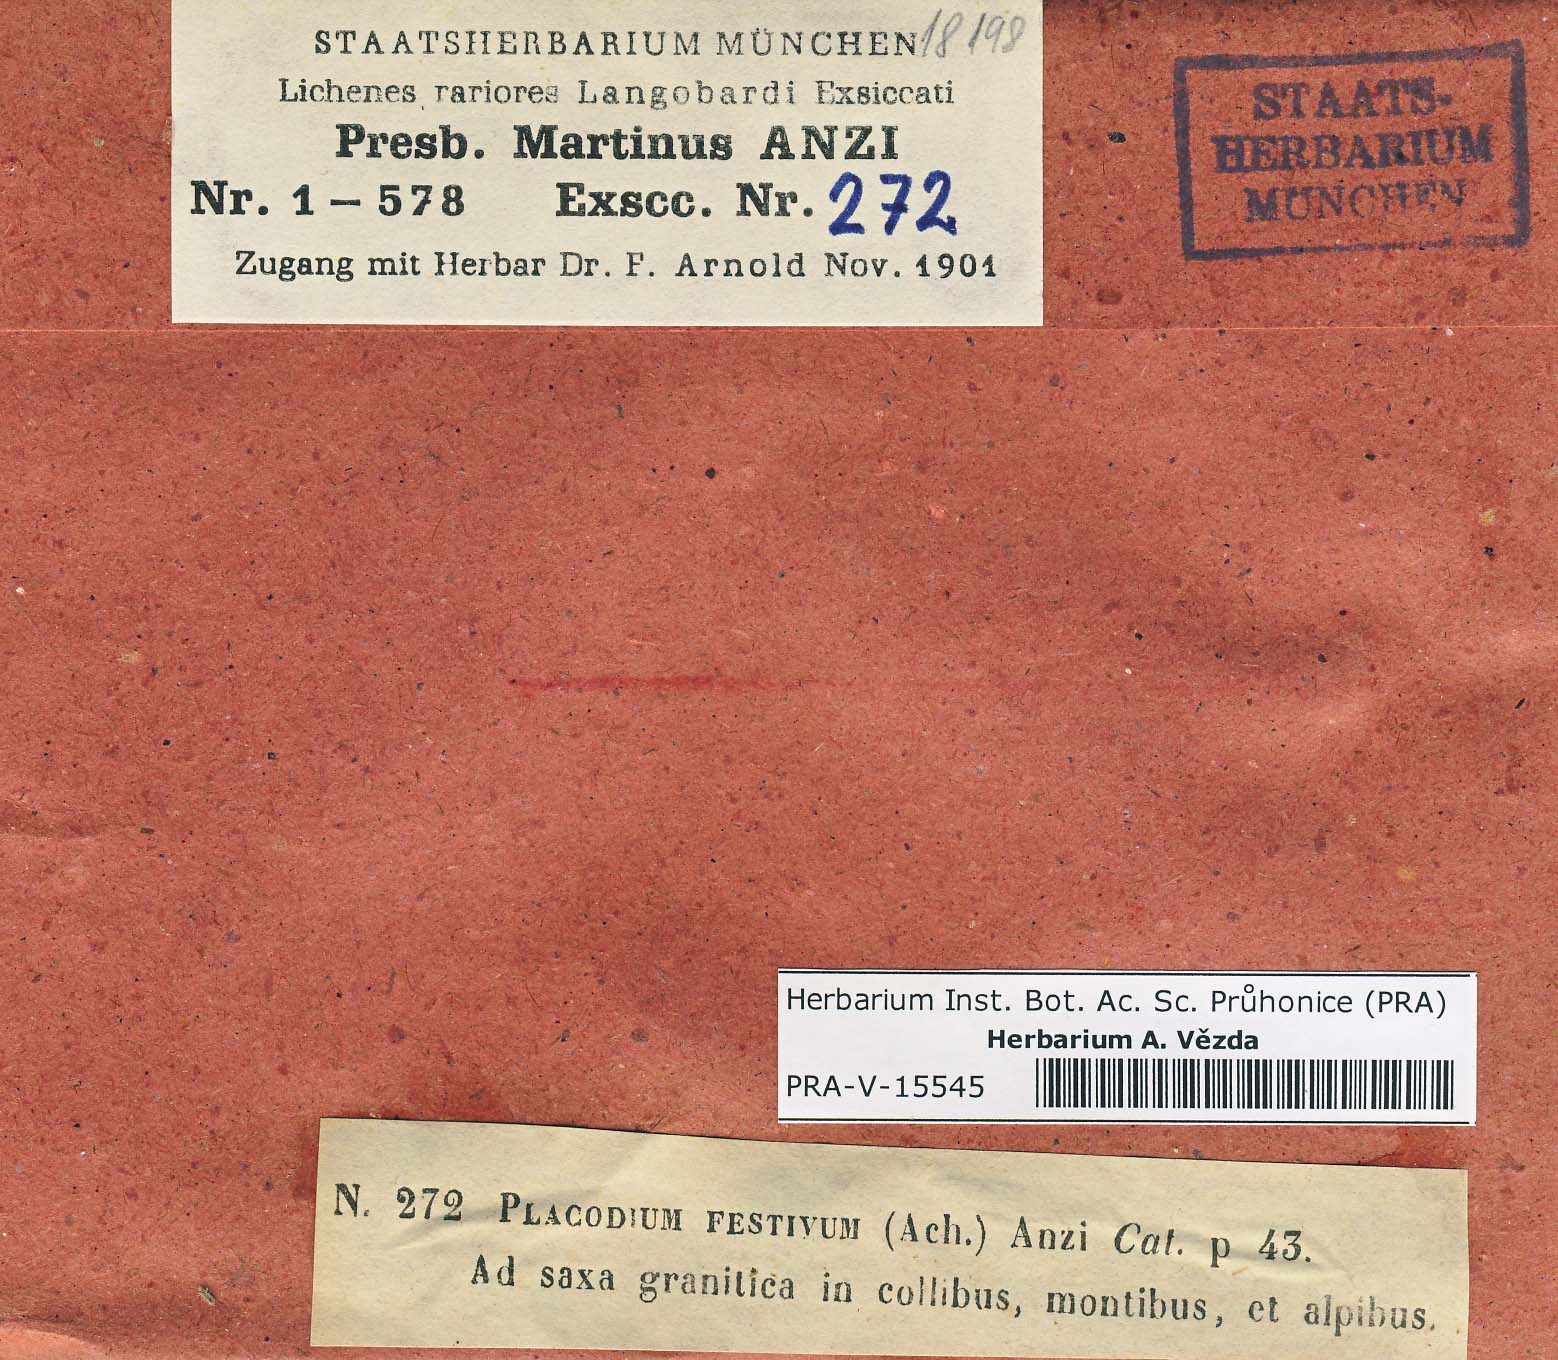 STAATSHERBARIUM MÜNCHEN 18198
Lichenes rariores Langobardi Exsiccati
Presb. Martinus ANZI
Nr. 1 – 578 Exscc. Nr. 272
Zugang mit Herbar Dr. F. Arnold Nov. 1901
STAATS-
HERBARIUM
MÜNCHEN
Herbarium Inst. Bot. Ac. Sc. Průhonice (PRA)
Herbarium A. Vězda
PRA-V-15545
N. 272 PLACODIUM FESTIVUM (Ach.) Anzi Cat. p 43.
Ad saxa granitica in collibus, montibus, et alpibus.